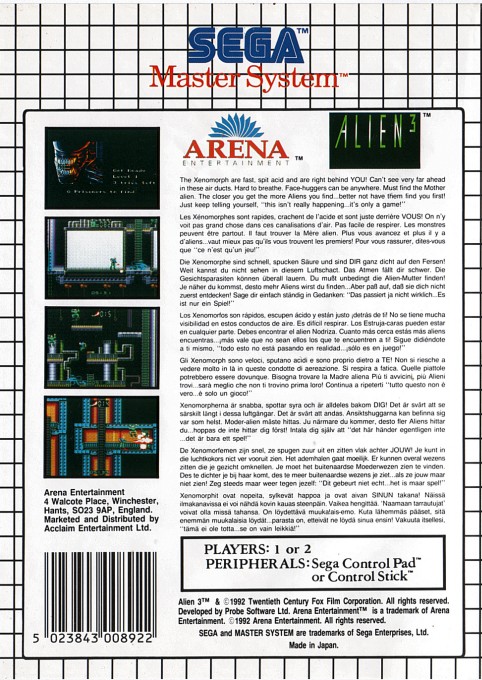 SEGA™
Master System™
ARENA
ENTERTAINMENT ™
ALIEN³ ™
Get Ready
Level 1
3 Tries Left
The Xenomorph are fast, spit acid and are right behind YOU! Can't see very far ahead
in these air ducts. Hard to breathe. Face-huggers can be anywhere. Must find the Mother
alien. The closer you get the more Aliens you find...better not have them find you first!
Just keep telling yourself, "this isn't really happening...it's only a game!"
Les Xénomorphes sont rapides, crachent de l'acide et sont juste derrière VOUS! On n'y
voit pas grand chose dans ces canalisations d'air. Pas facile de respirer. Les monstres
peuvent être partout. Il faut trouver la Mère alien. Plus vous avancez et plus il y a
d'aliens...vaut mieux pas qu'ils vous trouvent les premiers! Pour vous rassurer, dites-vous
que "ce n'est qu'un jeu!"
Die Xenomorphe sind schnell, spucken Säure und sind DIR ganz dicht auf den Fersen!
Weit kannst du nicht sehen in diesem Luftschact. Das Atmen fällt dir schwer. Die
Gesichtsparasiten können überall lauern. Du mußt unbedingt die Alien-Mutter finden!
Je näher du kommst, desto mehr Aliens wirst du finden...Aber paß auf, daß sie dich nicht
zuerst entdecken! Sage dir einfach ständig in Gedanken: "Das passiert ja nicht wirklich...Es
ist nur ein Spiel!"
Los Xenomorfos son rápidos, escupen ácido y están justo ¡detrás de ti! No se tiene mucha
visibilidad en estos conductos de aire. Es difícil respirar. Los Estruja-caras pueden estar
en cualquier parte. Debes encontrar el alien Nodriza. Cuanto más cerca estás más aliens
encuentras...¡más vale que no sean ellos los que te encuentren a ti! Sigue didiéndote
a ti mismo, "todo esto no está pasando en realidad...¡sólo es en juego!"
Gli Xenomorph sono veloci, sputano acidi e sono proprio dietro a TE! Non si riesche a
vedere molto in là in queste condotte di aereazione. Si respira a fatica. Quelle piattole
potrebbero essere dovunque. Bisogna trovare la Madre aliena Più ti avvicini, più Alieni
trovi...sarà meglio che non ti trovino prima loro! Continua a ripeterti "tutto questo non è
vero...è solo un gioco!"
Xenomorpherna är snabba, spottar syra och är alldeles bakom DIG! Det är svårt att se
särskilt långt i dessa luftgångar. Det är svårt att andas. Ansiktshuggarna kan befinna sig
var som helst. Moder-alien måste hittas. Ju närmare du kommer, desto fler Aliens hittar
du...hoppas de inte hittar dig först! Intala dig själv att "det här händer egentligen inte
...det är bara ett spel!"
De Xenomorfemen zijn snel, ze spugen zuur uit en zitten vlak achter JOUW! Je kunt in
die luchtkokers niet ver vooruit zien. Het ademhalen gaat moeilijk. Er kunnen overal wezens
zitten die je gezicht omknellen. Je moet het buitenaardse Moederwezen zien te vinden.
Des te dichter je bij haar komt, des te meer buitenaardse wezens je ziet...als ze jouw maar
niet zien! Zeg steeds maar weer tegen jezelf: "Dit gebeurt niet echt...het is maar spel!"
Xenomorphit ovat nopeita, sylkevät happoja ja ovat aivan SINUN takana! Näissä
ilmakanavissa ei voi nähdä kovin kauas steenpäin. Vaikea hengittää. 'Naamaan tarrautujat'
voivat olla missä tahansa. On löydettävä muukalais-emo. Kuta lähemmäs pääset, sitä
enemmän muukalaisia löydät...parasta on, etteivät ne löydä sinua ensin! Vakuuta itsellesi,
"tämä ei ole totta...se on vain leikkiä!"
Arena Entertainment
4 Walcote Place, Winchester,
Hants, SO23 9AP, England.
Marketed and Distributed by
Acclaim Entertainment Ltd.
PLAYERS: 1 or 2
PERIPHERALS: Sega Control Pad™
or Control Stick™
Alien 3™ & ©1992 Twentieth Century Fox Film Corporation. All rights reserved.
Developed by Probe Software Ltd. Arena Entertainment™ is a trademark of Arena
Entertainment. ©1992 Arena Entertainment. All rights reserved.
SEGA and MASTER SYSTEM are trademarks of Sega Enterprises, Ltd.
Made in Japan.
5 023843 008922